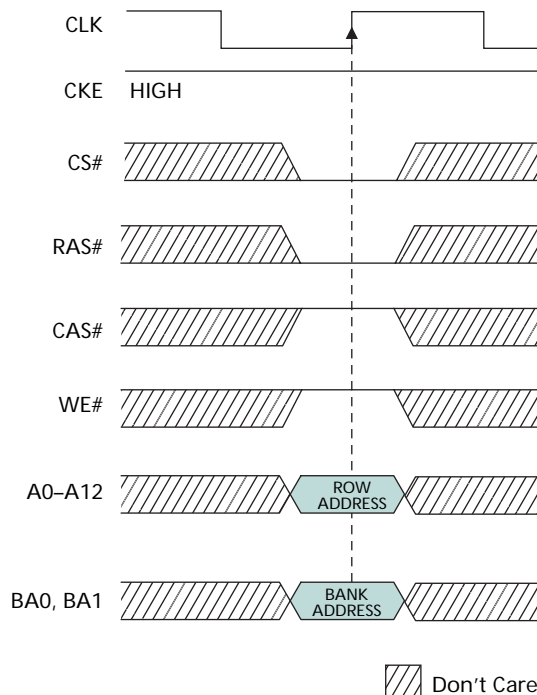 CLK
CKE HIGH
CS#
RAS#
CAS#
WE#
A0–A12 ROW
ADDRESS
BA0, BA1 BANK
ADDRESS
Don't Care